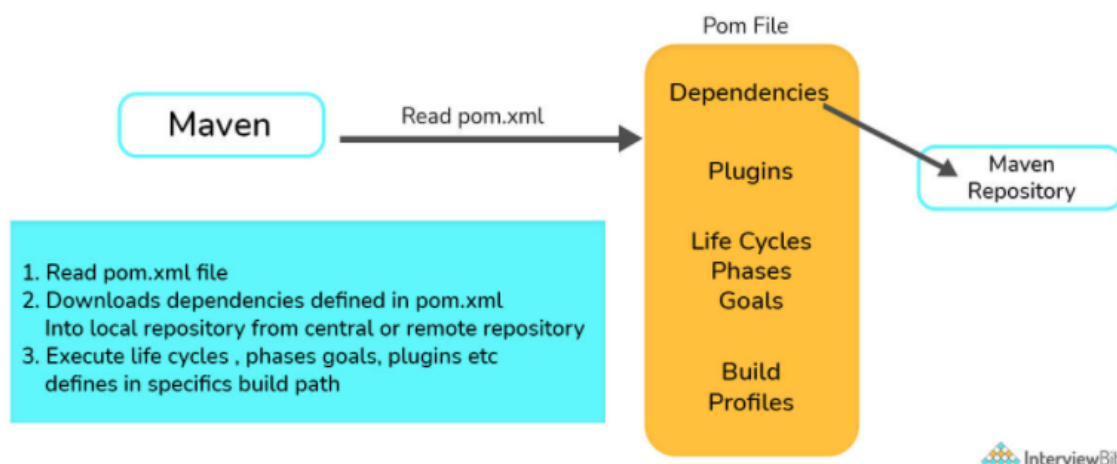 Pom File
Dependencies
Maven
Read pom.xml
Plugins
Maven
Repository
Life Cycles
Phases
Goals
1. Read pom.xml file
2. Downloads dependencies defined in pom.xml
Into local repository from central or remote repository
3. Execute life cycles , phases goals, plugins etc
defines in specifics build path
Build
Profiles
InterviewBi